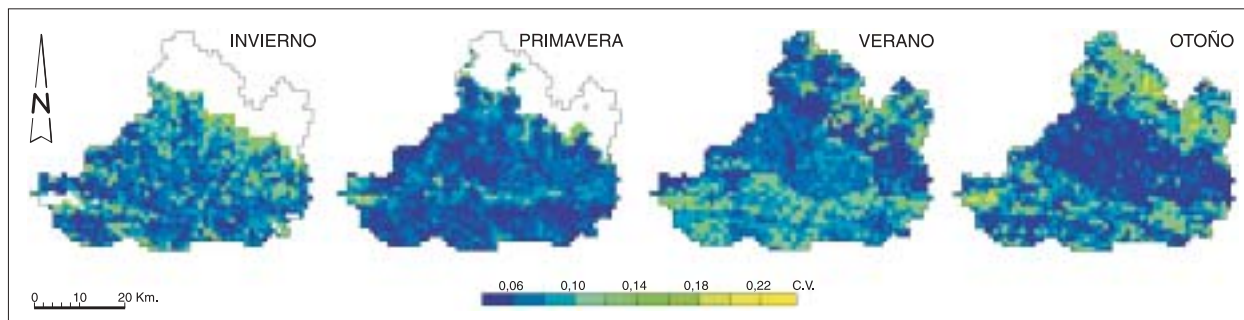 INVIERNO
PRIMAVERA
VERANO
OTOÑO
N
0 10 20 Km.
0,06 0,10 0,14 0,18 0,22 C.V.